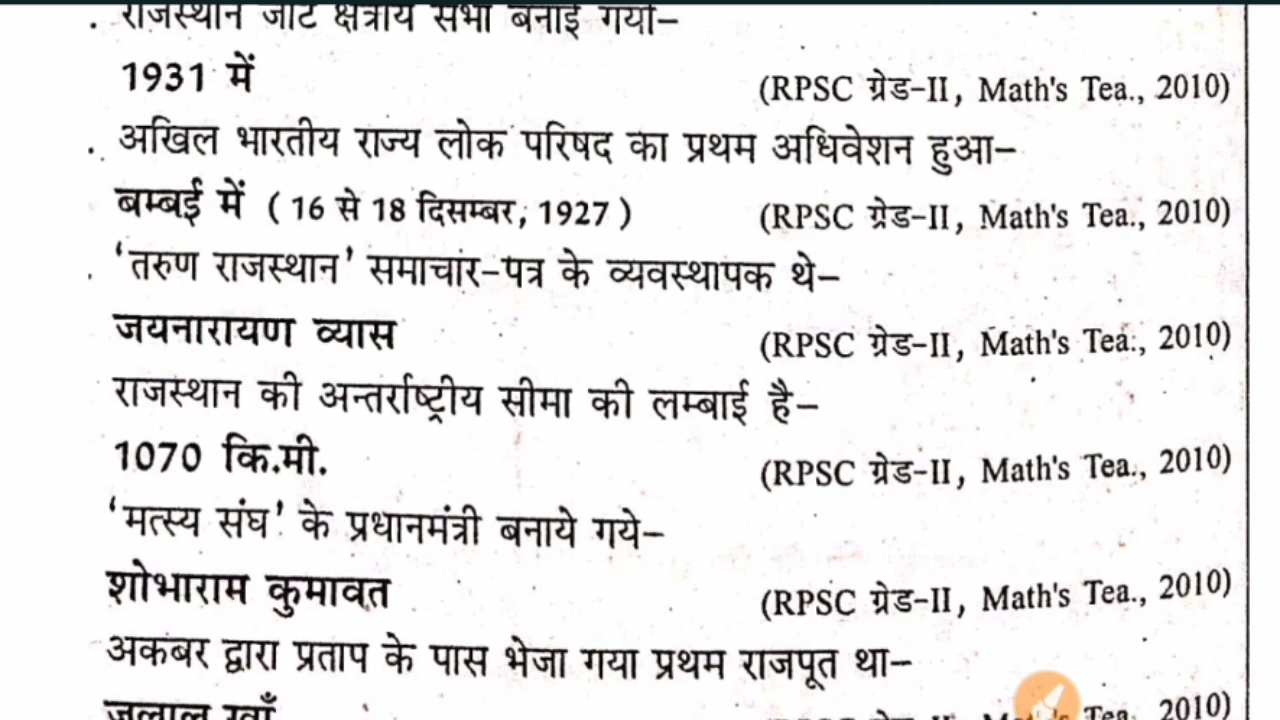 . राजस्थान जाट क्षत्रीय सभा बनाई गयी–
1931 में (RPSC ग्रेड-II, Math's Tea., 2010)
. अखिल भारतीय राज्य लोक परिषद का प्रथम अधिवेशन हुआ–
बम्बई में ( 16 से 18 दिसम्बर, 1927 ) (RPSC ग्रेड-II, Math's Tea., 2010)
. 'तरुण राजस्थान' समाचार-पत्र के व्यवस्थापक थे–
जयनारायण व्यास (RPSC ग्रेड-II, Math's Tea., 2010)
राजस्थान की अन्तर्राष्ट्रीय सीमा की लम्बाई है–
1070 कि.मी. (RPSC ग्रेड-II, Math's Tea., 2010)
'मत्स्य संघ' के प्रधानमंत्री बनाये गये–
शोभाराम कुमावत (RPSC ग्रेड-II, Math's Tea., 2010)
अकबर द्वारा प्रताप के पास भेजा गया प्रथम राजपूत था–
जलाल खाँ Tea., 2010)